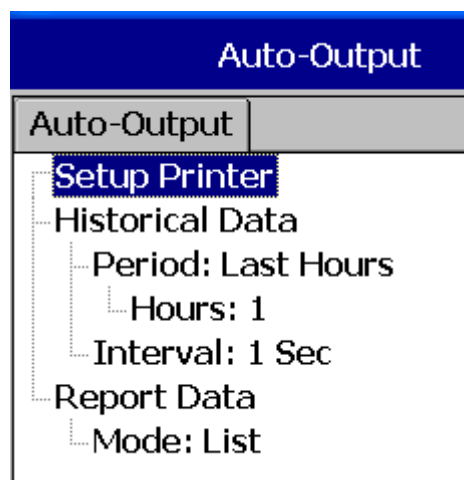 Auto-Output
Auto-Output
Setup Printer
Historical Data
Period: Last Hours
Hours: 1
Interval: 1 Sec
Report Data
Mode: List